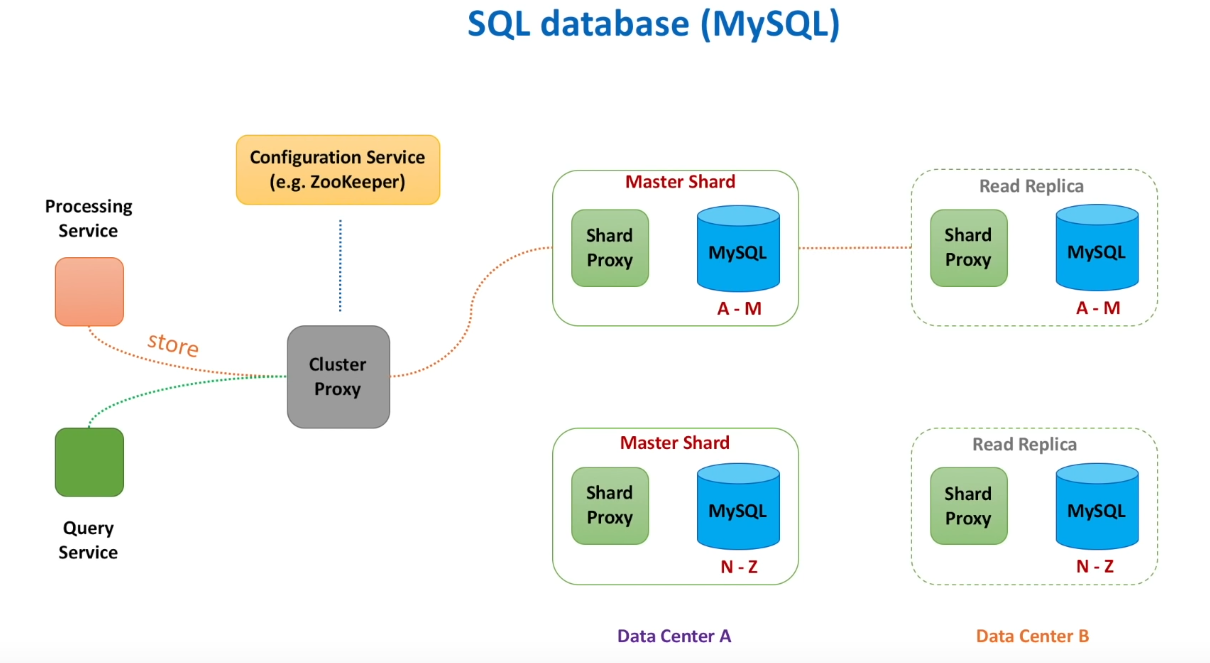 SQL database (MySQL)
Configuration Service
(e.g. ZooKeeper)
Processing
Service
store
Cluster
Proxy
Query
Service
Master Shard
Shard
Proxy
MySQL
A - M
Read Replica
Shard
Proxy
MySQL
A - M
Master Shard
Shard
Proxy
MySQL
N - Z
Read Replica
Shard
Proxy
MySQL
N - Z
Data Center A
Data Center B